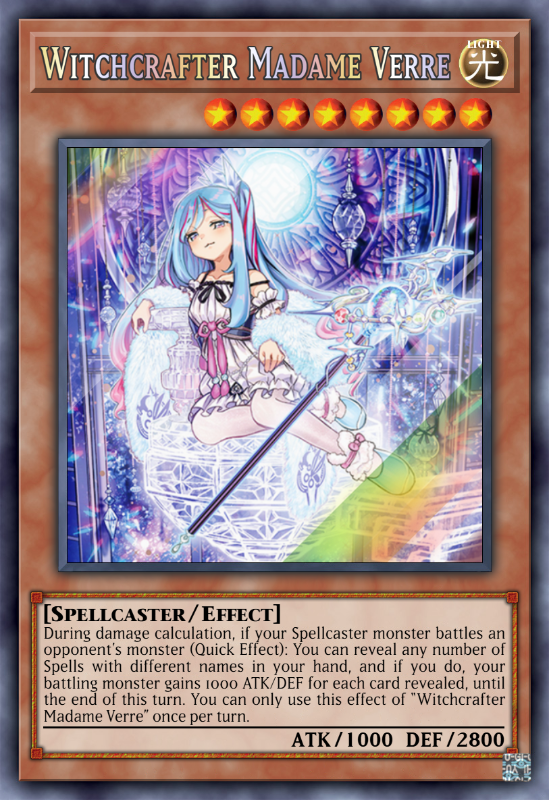 WITCHCRAFTER MADAME VERRE
LIGHT
光
[SPELLCASTER/EFFECT]
During damage calculation, if your Spellcaster monster battles an
opponent's monster (Quick Effect): You can reveal any number of
Spells with different names in your hand, and if you do, your
battling monster gains 1000 ATK/DEF for each card revealed, until
the end of this turn. You can only use this effect of "Witchcrafter
Madame Verre" once per turn.
ATK/1000 DEF/2800